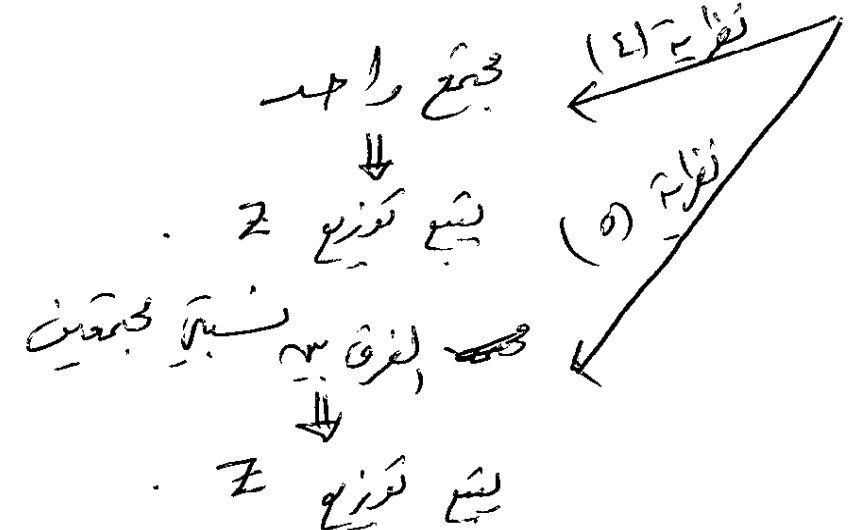 نظرية (٤)
مجتمع واحد
⇓
يتبع توزيع Z .
نظرية (٥)
الفرق بين نسبتي مجتمعين
⇓
يتبع توزيع Z .